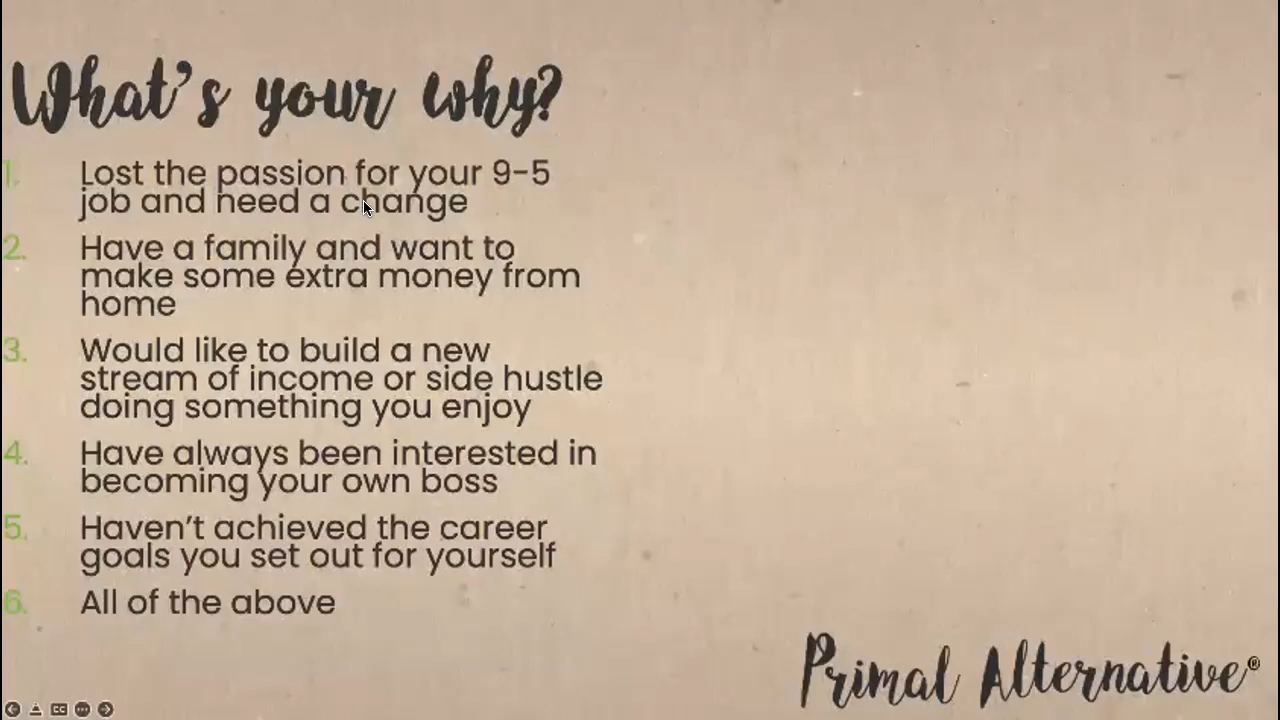 What's your why?
1. Lost the passion for your 9-5
job and need a change
2. Have a family and want to
make some extra money from
home
3. Would like to build a new
stream of income or side hustle
doing something you enjoy
4. Have always been interested in
becoming your own boss
5. Haven't achieved the career
goals you set out for yourself
6. All of the above
Primal Alternative®
CC